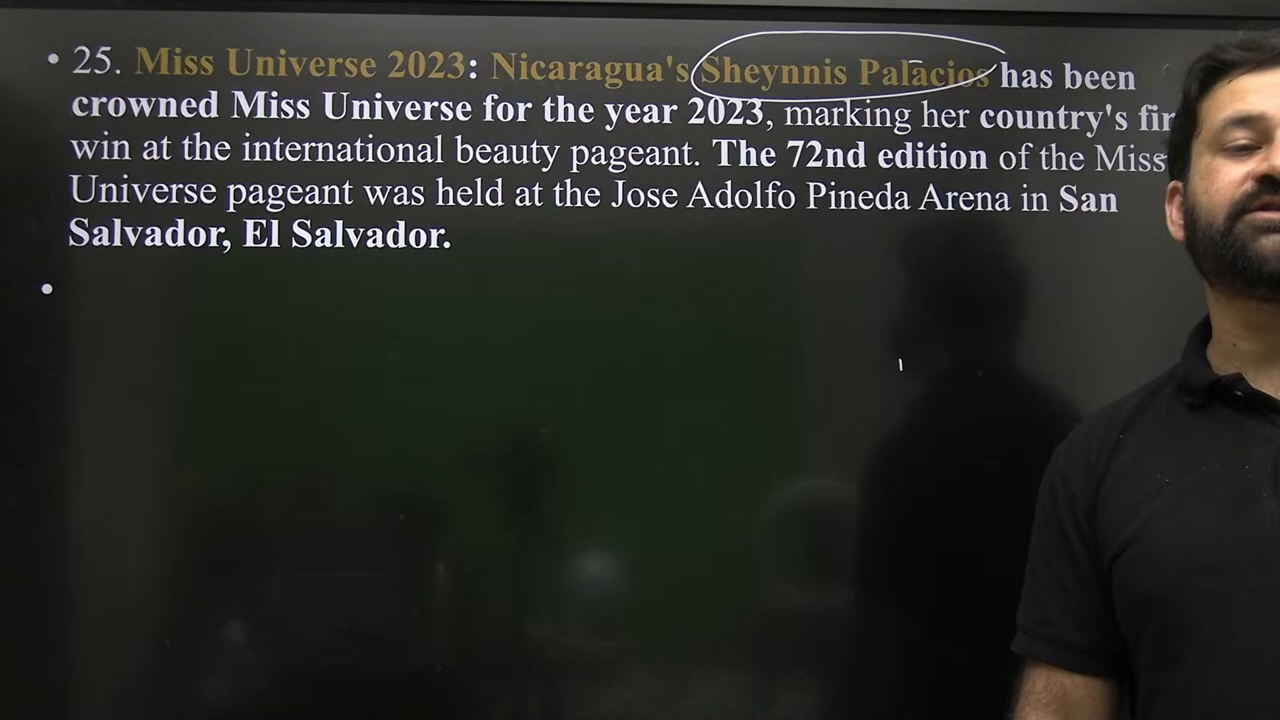 • 25. Miss Universe 2023: Nicaragua's Sheynnis Palacios has been
crowned Miss Universe for the year 2023, marking her country's fir
win at the international beauty pageant. The 72nd edition of the Miss
Universe pageant was held at the Jose Adolfo Pineda Arena in San
Salvador, El Salvador.
•